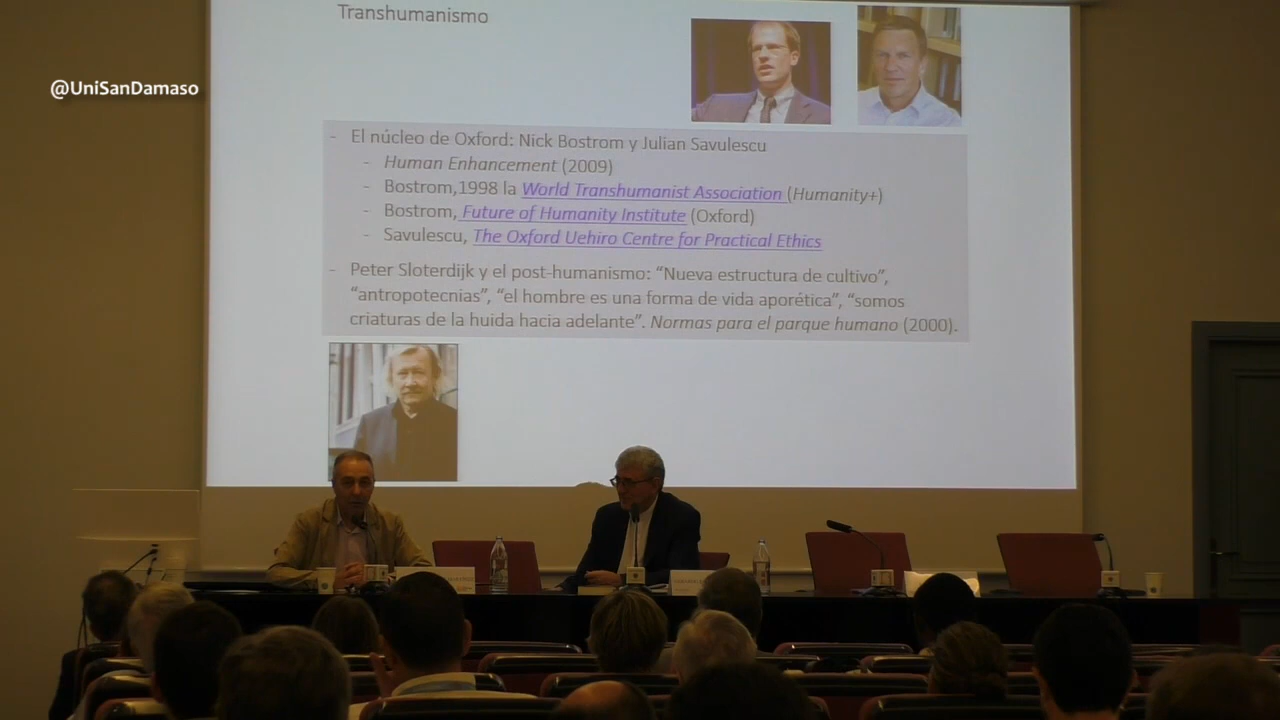 Transhumanismo
@UniSanDamaso
- El núcleo de Oxford: Nick Bostrom y Julian Savulescu
- Human Enhancement (2009)
- Bostrom,1998 la World Transhumanist Association (Humanity+)
- Bostrom, Future of Humanity Institute (Oxford)
- Savulescu, The Oxford Uehiro Centre for Practical Ethics
- Peter Sloterdijk y el post-humanismo: “Nueva estructura de cultivo”,
“antropotecnias”, “el hombre es una forma de vida aporética”, “somos
criaturas de la huida hacia adelante”. Normas para el parque humano (2000).